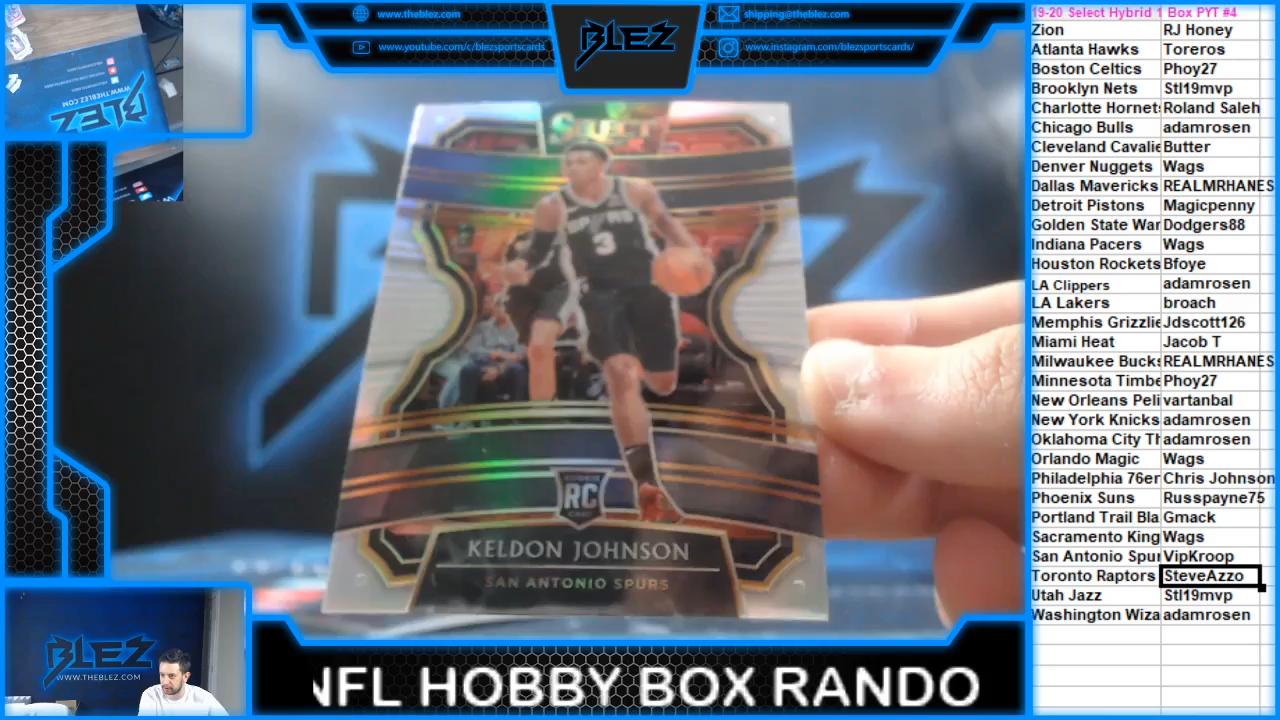 www.theblez.com
www.youtube.com/c/blezsportscards
BLEZ
shipping@theblez.com
www.instagram.com/blezsportscards/
WWW.THEBLEZ.COM
BLEZ
SELECT
SPURS
3
RC
KELDON JOHNSON
SAN ANTONIO SPURS
BLEZ
WWW.THEBLEZ.COM
NFL HOBBY BOX RANDO
19-20 Select Hybrid 1 Box PYT #4
Zion RJ Honey
Atlanta Hawks Toreros
Boston Celtics Phoy27
Brooklyn Nets Stl19mvp
Charlotte Hornets Roland Saleh
Chicago Bulls adamrosen
Cleveland Cavalie Butter
Denver Nuggets Wags
Dallas Mavericks REALMRHANES
Detroit Pistons Magicpenny
Golden State War Dodgers88
Indiana Pacers Wags
Houston Rockets Bfoye
LA Clippers adamrosen
LA Lakers broach
Memphis Grizzlie Jdscott126
Miami Heat Jacob T
Milwaukee Bucks REALMRHANES
Minnesota Timbe Phoy27
New Orleans Peli vartanbal
New York Knicks adamrosen
Oklahoma City Th adamrosen
Orlando Magic Wags
Philadelphia 76er Chris Johnson
Phoenix Suns Russpayne75
Portland Trail Bla Gmack
Sacramento King Wags
San Antonio Spur VipKroop
Toronto Raptors SteveAzzo
Utah Jazz Stl19mvp
Washington Wiza adamrosen